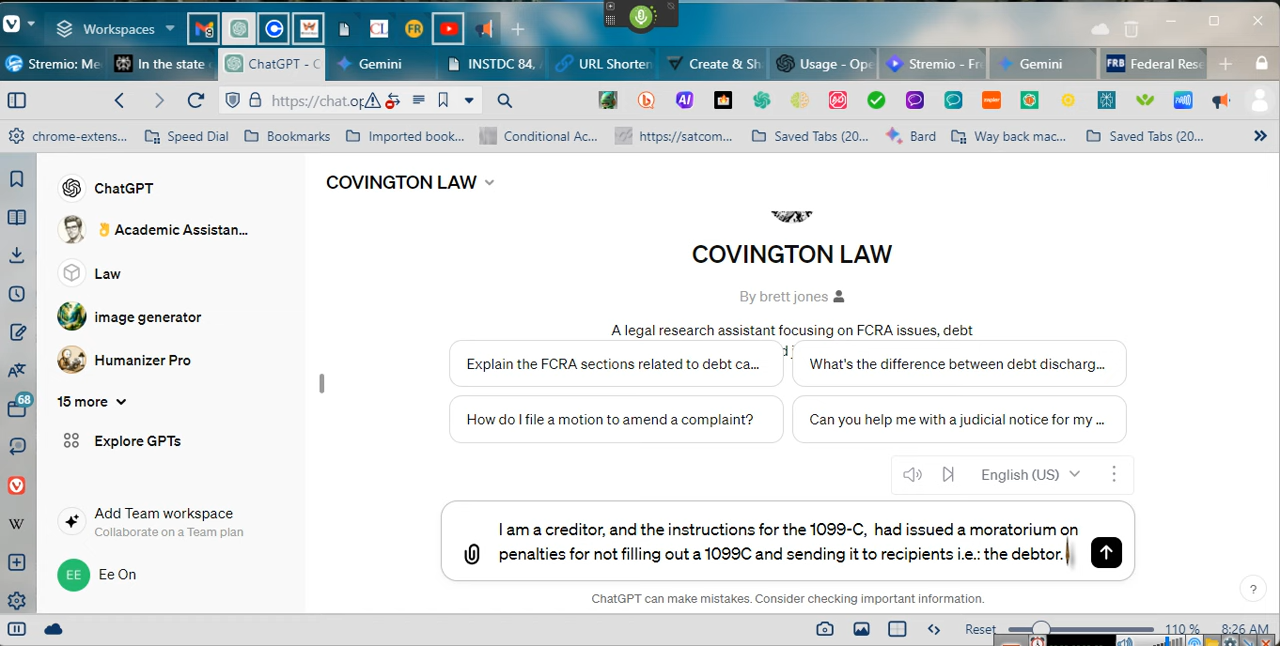 Workspaces
CL
FR
Stremio: Me
In the state
ChatGPT - C
Gemini
INSTDC 84,
URL Shorten
Create & Sh
Usage - Ope
Stremio - Fr
Gemini
FRB Federal Rese
https://chat.op
chrome-extens...
Speed Dial
Bookmarks
Imported book...
Conditional Ac...
https://satcom...
Saved Tabs (20...
Bard
Way back mac...
Saved Tabs (20...
ChatGPT
Academic Assistan...
Law
image generator
Humanizer Pro
15 more
Explore GPTs
68
W
Add Team workspace
Collaborate on a Team plan
EE
Ee On
COVINGTON LAW
COVINGTON LAW
By brett jones
A legal research assistant focusing on FCRA issues, debt
Explain the FCRA sections related to debt ca...
What's the difference between debt discharg...
How do I file a motion to amend a complaint?
Can you help me with a judicial notice for my ...
English (US)
I am a creditor, and the instructions for the 1099-C, had issued a moratorium on
penalties for not filling out a 1099C and sending it to recipients i.e.: the debtor.
ChatGPT can make mistakes. Consider checking important information.
?
Reset
110 %
8:26 AM